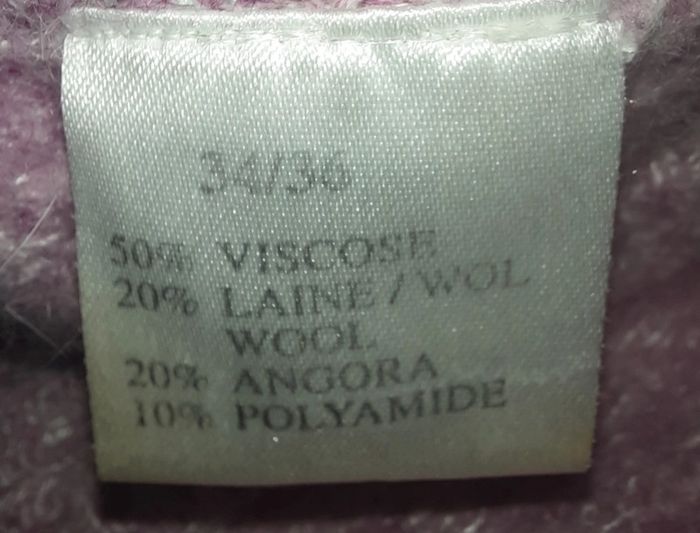 34/36
50% VISCOSE
20% LAINE / WOL
WOOL
20% ANGORA
10% POLYAMIDE